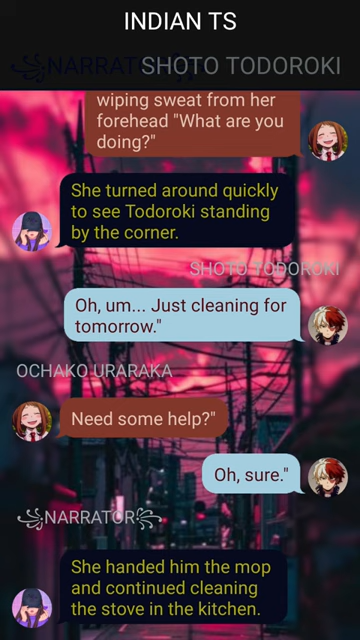 INDIAN TS
NARRATOR
SHOTO TODOROKI
wiping sweat from her
forehead "What are you
doing?"
She turned around quickly
to see Todoroki standing
by the corner.
SHOTO TODOROKI
Oh, um... Just cleaning for
tomorrow."
OCHAKO URARAKA
Need some help?"
Oh, sure."
NARRATOR
She handed him the mop
and continued cleaning
the stove in the kitchen.